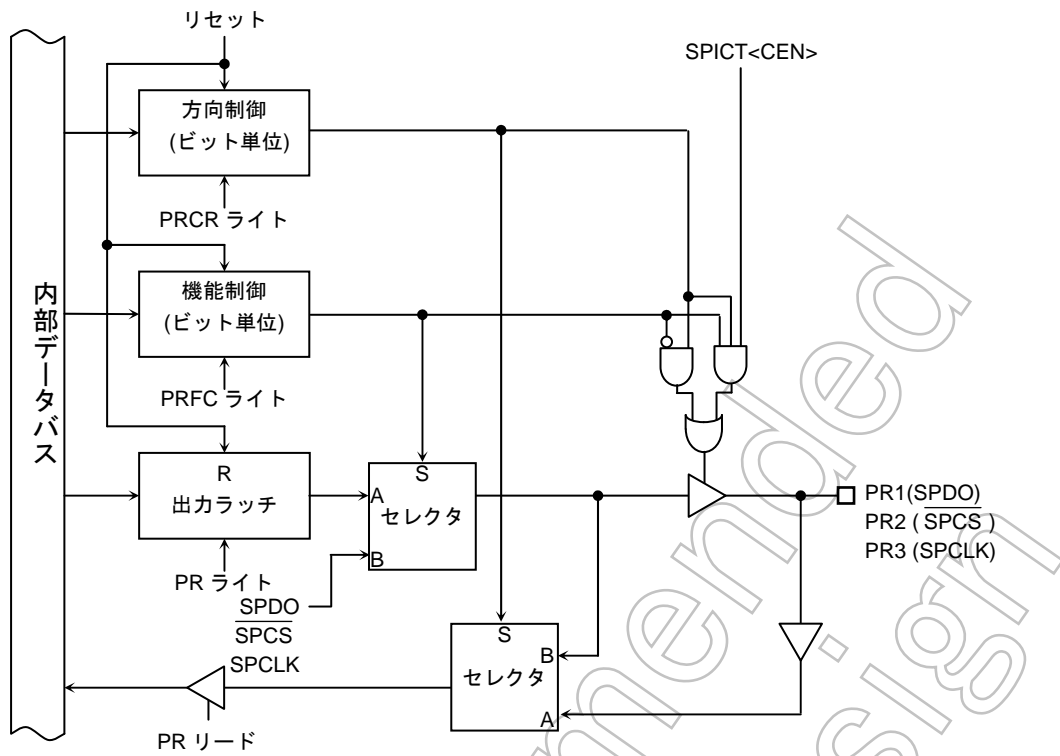 リセット
SPICT<CEN>
方向制御
(ビット単位)
PRCR ライト
内部データバス
機能制御
(ビット単位)
PRFC ライト
R
出力ラッチ
PR ライト
S
A
セレクタ
B
SPDO
SPCS
SPCLK
PR1(SPDO)
PR2 ( SPCS )
PR3 (SPCLK)
S
B
セレクタ
A
PR リード
mended
sign